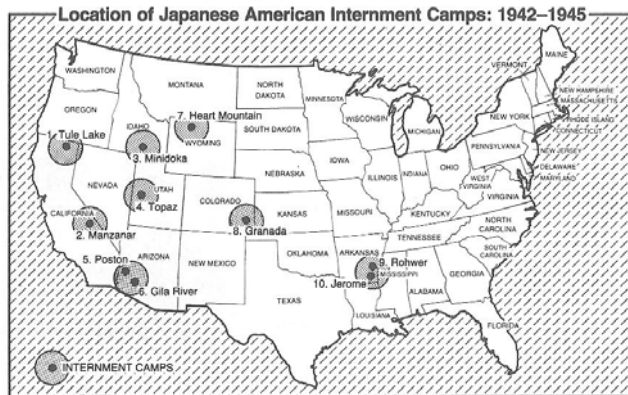 Location of Japanese American Internment Camps: 1942–1945
WASHINGTON
MONTANA
NORTH
DAKOTA
MINNESOTA
VERMONT
MAINE
OREGON
7. Heart Mountain
NEW HAMPSHIRE
MASSACHUSETTS
1. Tule Lake
IDAHO
SOUTH DAKOTA
WISCONSIN
MICHIGAN
NEW YORK
RHODE ISLAND
CONNECTICUT
3. Minidoka
WYOMING
IOWA
PENNSYLVANIA
NEW JERSEY
DELAWARE
MARYLAND
NEVADA
UTAH
4. Topaz
NEBRASKA
ILLINOIS
INDIANA
OHIO
WEST
VIRGINIA
VIRGINIA
CALIFORNIA
2. Manzanar
COLORADO
8. Granada
KANSAS
MISSOURI
KENTUCKY
NORTH
CAROLINA
TENNESSEE
5. Poston
ARIZONA
NEW MEXICO
OKLAHOMA
ARKANSAS
9. Rohwer
SOUTH
CAROLINA
6. Gila River
10. Jerome
MISSISSIPPI
ALABAMA
GEORGIA
TEXAS
LOUISIANA
FLORIDA
INTERNMENT CAMPS